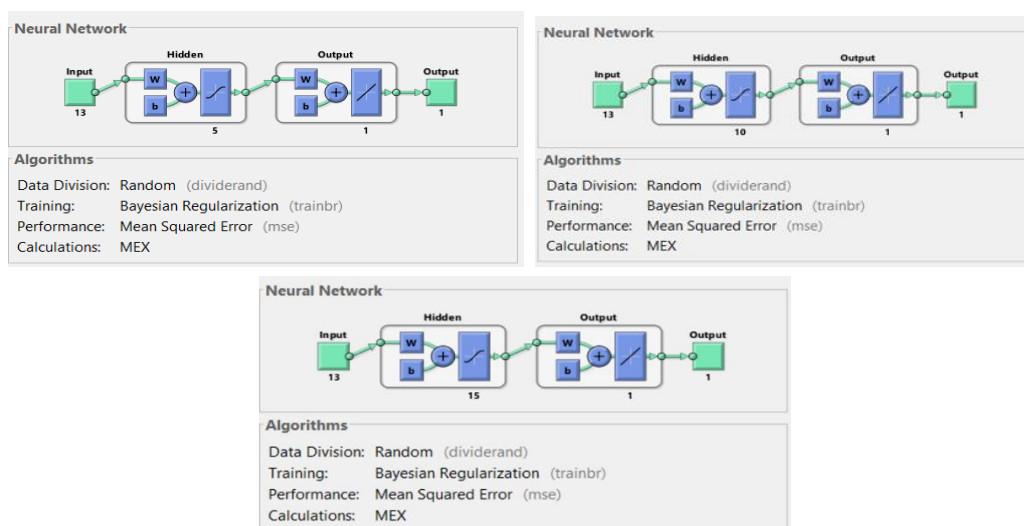 Neural Network
Hidden Output
Input Output
W W
b b
13 1
5 1
Algorithms
Data Division: Random (dividerand)
Training: Bayesian Regularization (trainbr)
Performance: Mean Squared Error (mse)
Calculations: MEX
Neural Network
Hidden Output
Input Output
W W
b b
13 1
10 1
Algorithms
Data Division: Random (dividerand)
Training: Bayesian Regularization (trainbr)
Performance: Mean Squared Error (mse)
Calculations: MEX
Neural Network
Hidden Output
Input Output
W W
b b
13 1
15 1
Algorithms
Data Division: Random (dividerand)
Training: Bayesian Regularization (trainbr)
Performance: Mean Squared Error (mse)
Calculations: MEX